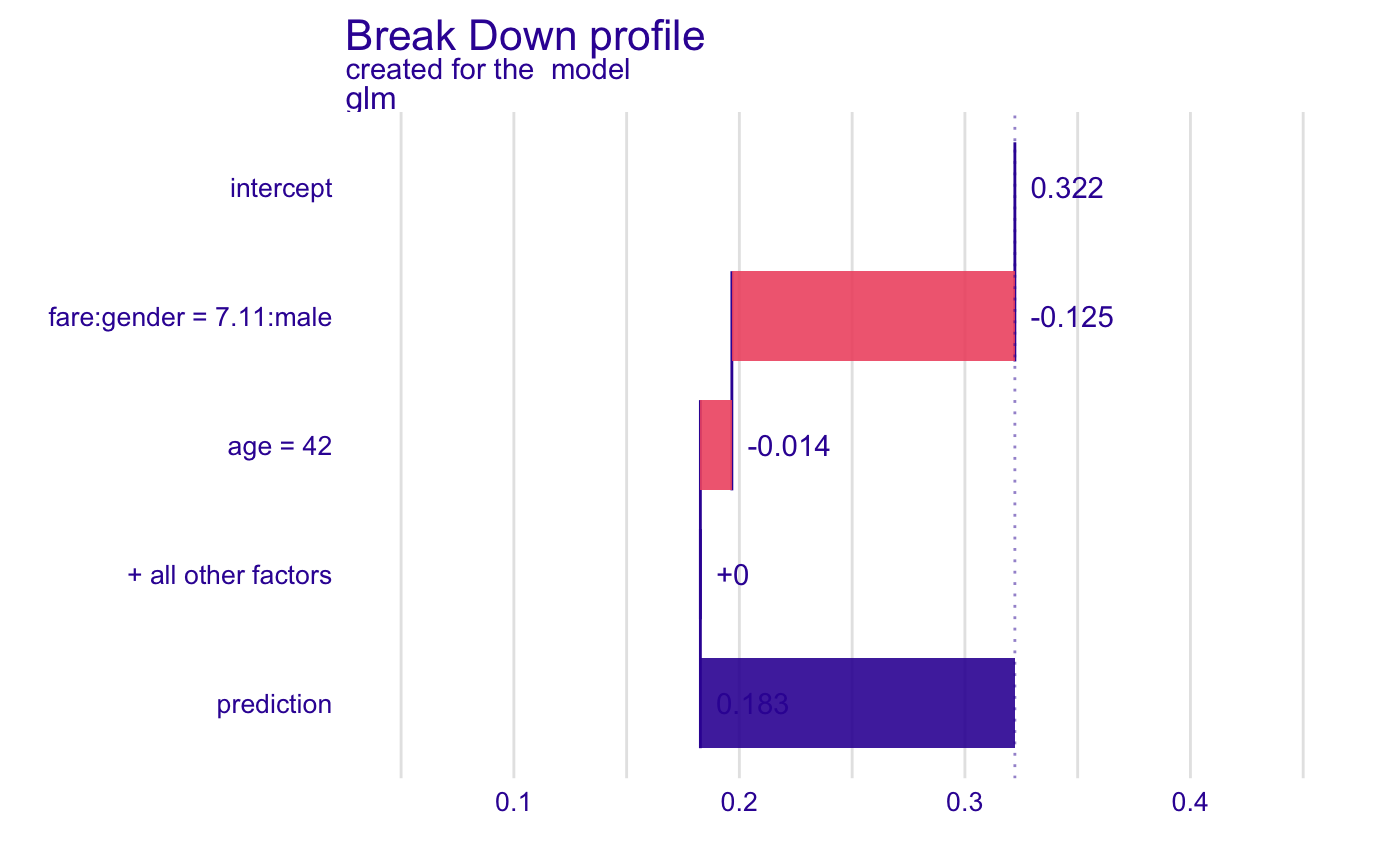 Break Down profile
created for the  model
glm
intercept
0.322
fare:gender = 7.11:male
-0.125
age = 42
-0.014
+ all other factors
+0
prediction
0.183
0.1
0.2
0.3
0.4